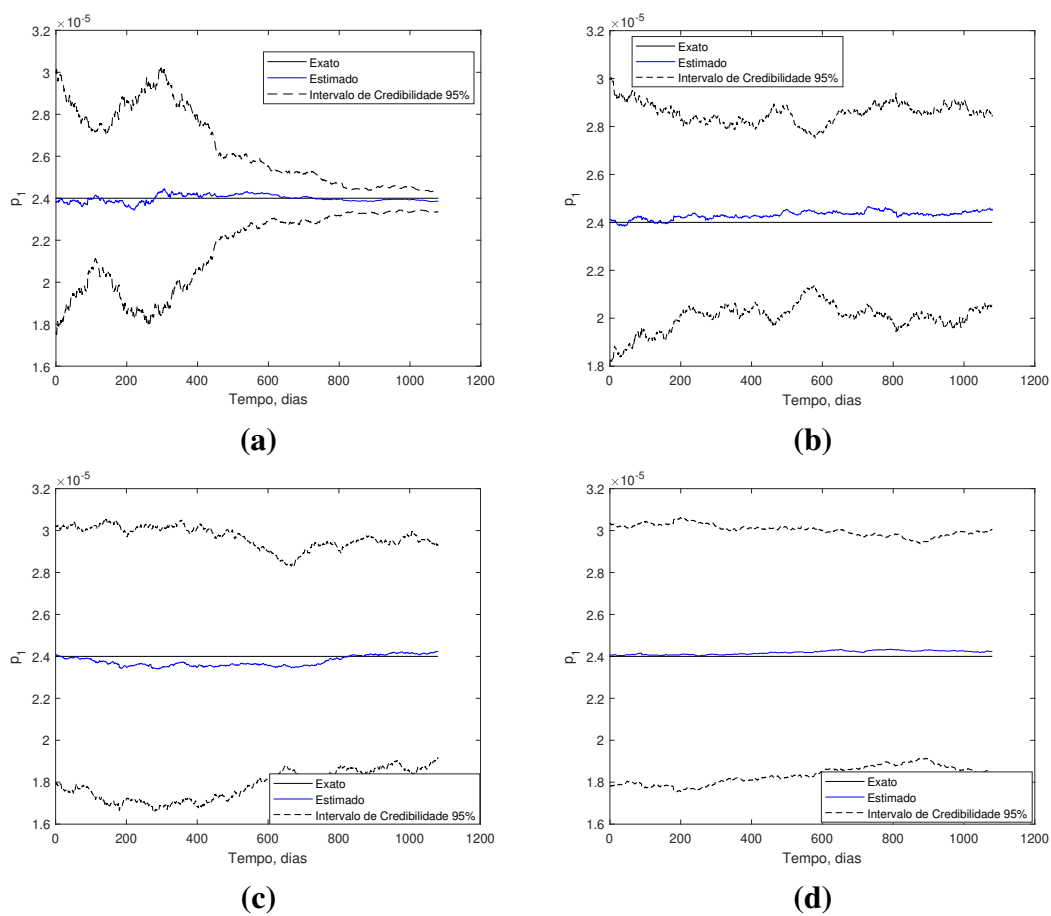 ×10-5
3.2
3
2.8
2.6
2.4
2.2
2
1.8
1.6
p1
0 200 400 600 800 1000 1200
Tempo, dias
Exato
Estimado
Intervalo de Credibilidade 95%
(a)
×10-5
3.2
3
2.8
2.6
2.4
2.2
2
1.8
p1
0 200 400 600 800 1000 1200
Tempo, dias
Exato
Estimado
Intervalo de Credibilidade 95%
(b)
×10-5
3.2
3
2.8
2.6
2.4
2.2
2
1.8
1.6
p1
0 200 400 600 800 1000 1200
Tempo, dias
Exato
Estimado
Intervalo de Credibilidade 95%
(c)
×10-5
3.2
3
2.8
2.6
2.4
2.2
2
1.8
1.6
p1
0 200 400 600 800 1000 1200
Tempo, dias
Exato
Estimado
Intervalo de Credibilidade 95%
(d)